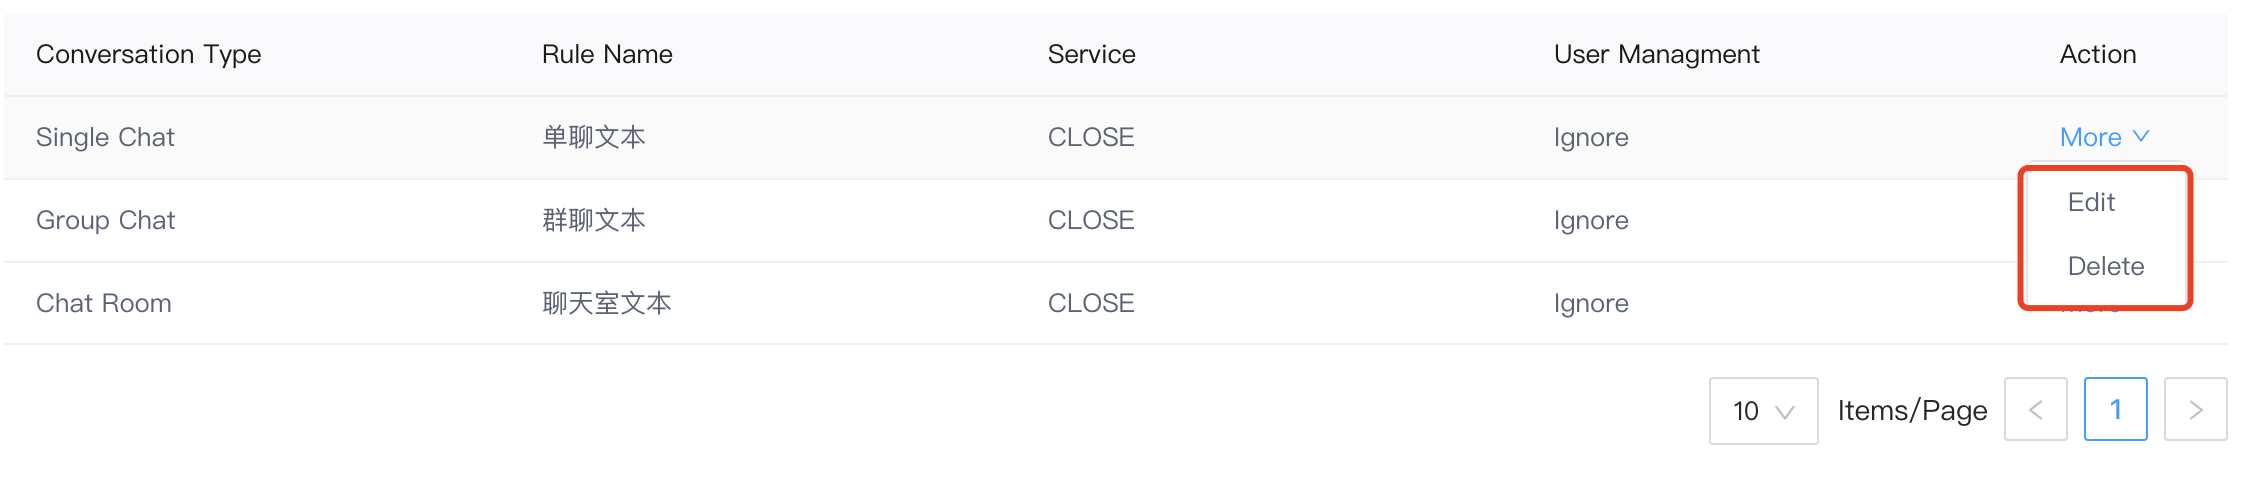 Conversation Type Rule Name Service User Managment Action
Single Chat 单聊文本 CLOSE Ignore More
Edit
Group Chat 群聊文本 CLOSE Ignore
Delete
Chat Room 聊天室文本 CLOSE Ignore
10 Items/Page < 1 >